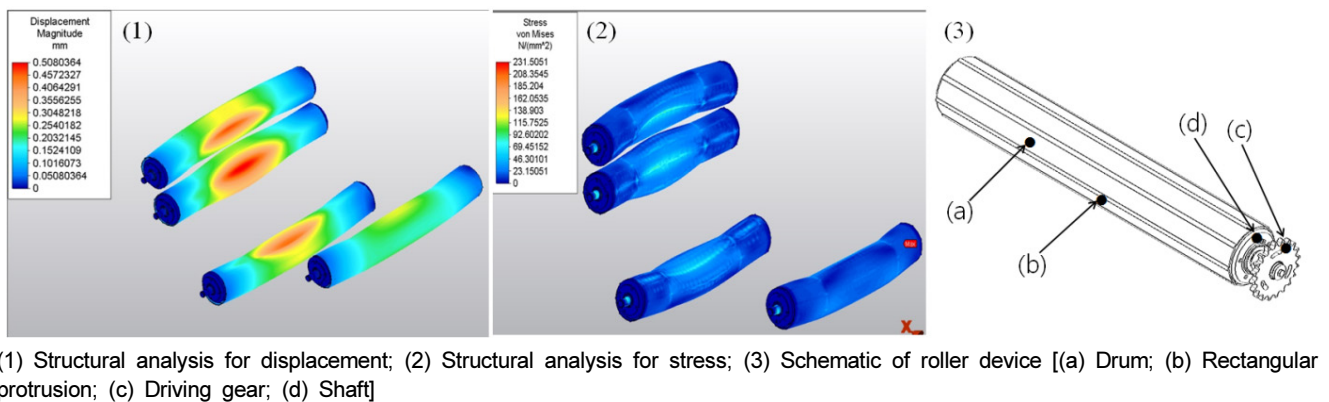 Displacement
Magnitude
mm
0.5080364
0.4572327
0.4064291
0.3556255
0.3048218
0.2540182
0.2032145
0.1524109
0.1016073
0.05080364
0
(1)
Stress
von Mises
N/(mm^2)
231.5051
208.3545
185.204
162.0535
138.903
115.7525
92.60202
69.45152
46.30101
23.15051
0
(2)
X
(3)
(d)
(c)
(a)
(b)
(1) Structural analysis for displacement; (2) Structural analysis for stress; (3) Schematic of roller device [(a) Drum; (b) Rectangular
protrusion; (c) Driving gear; (d) Shaft]